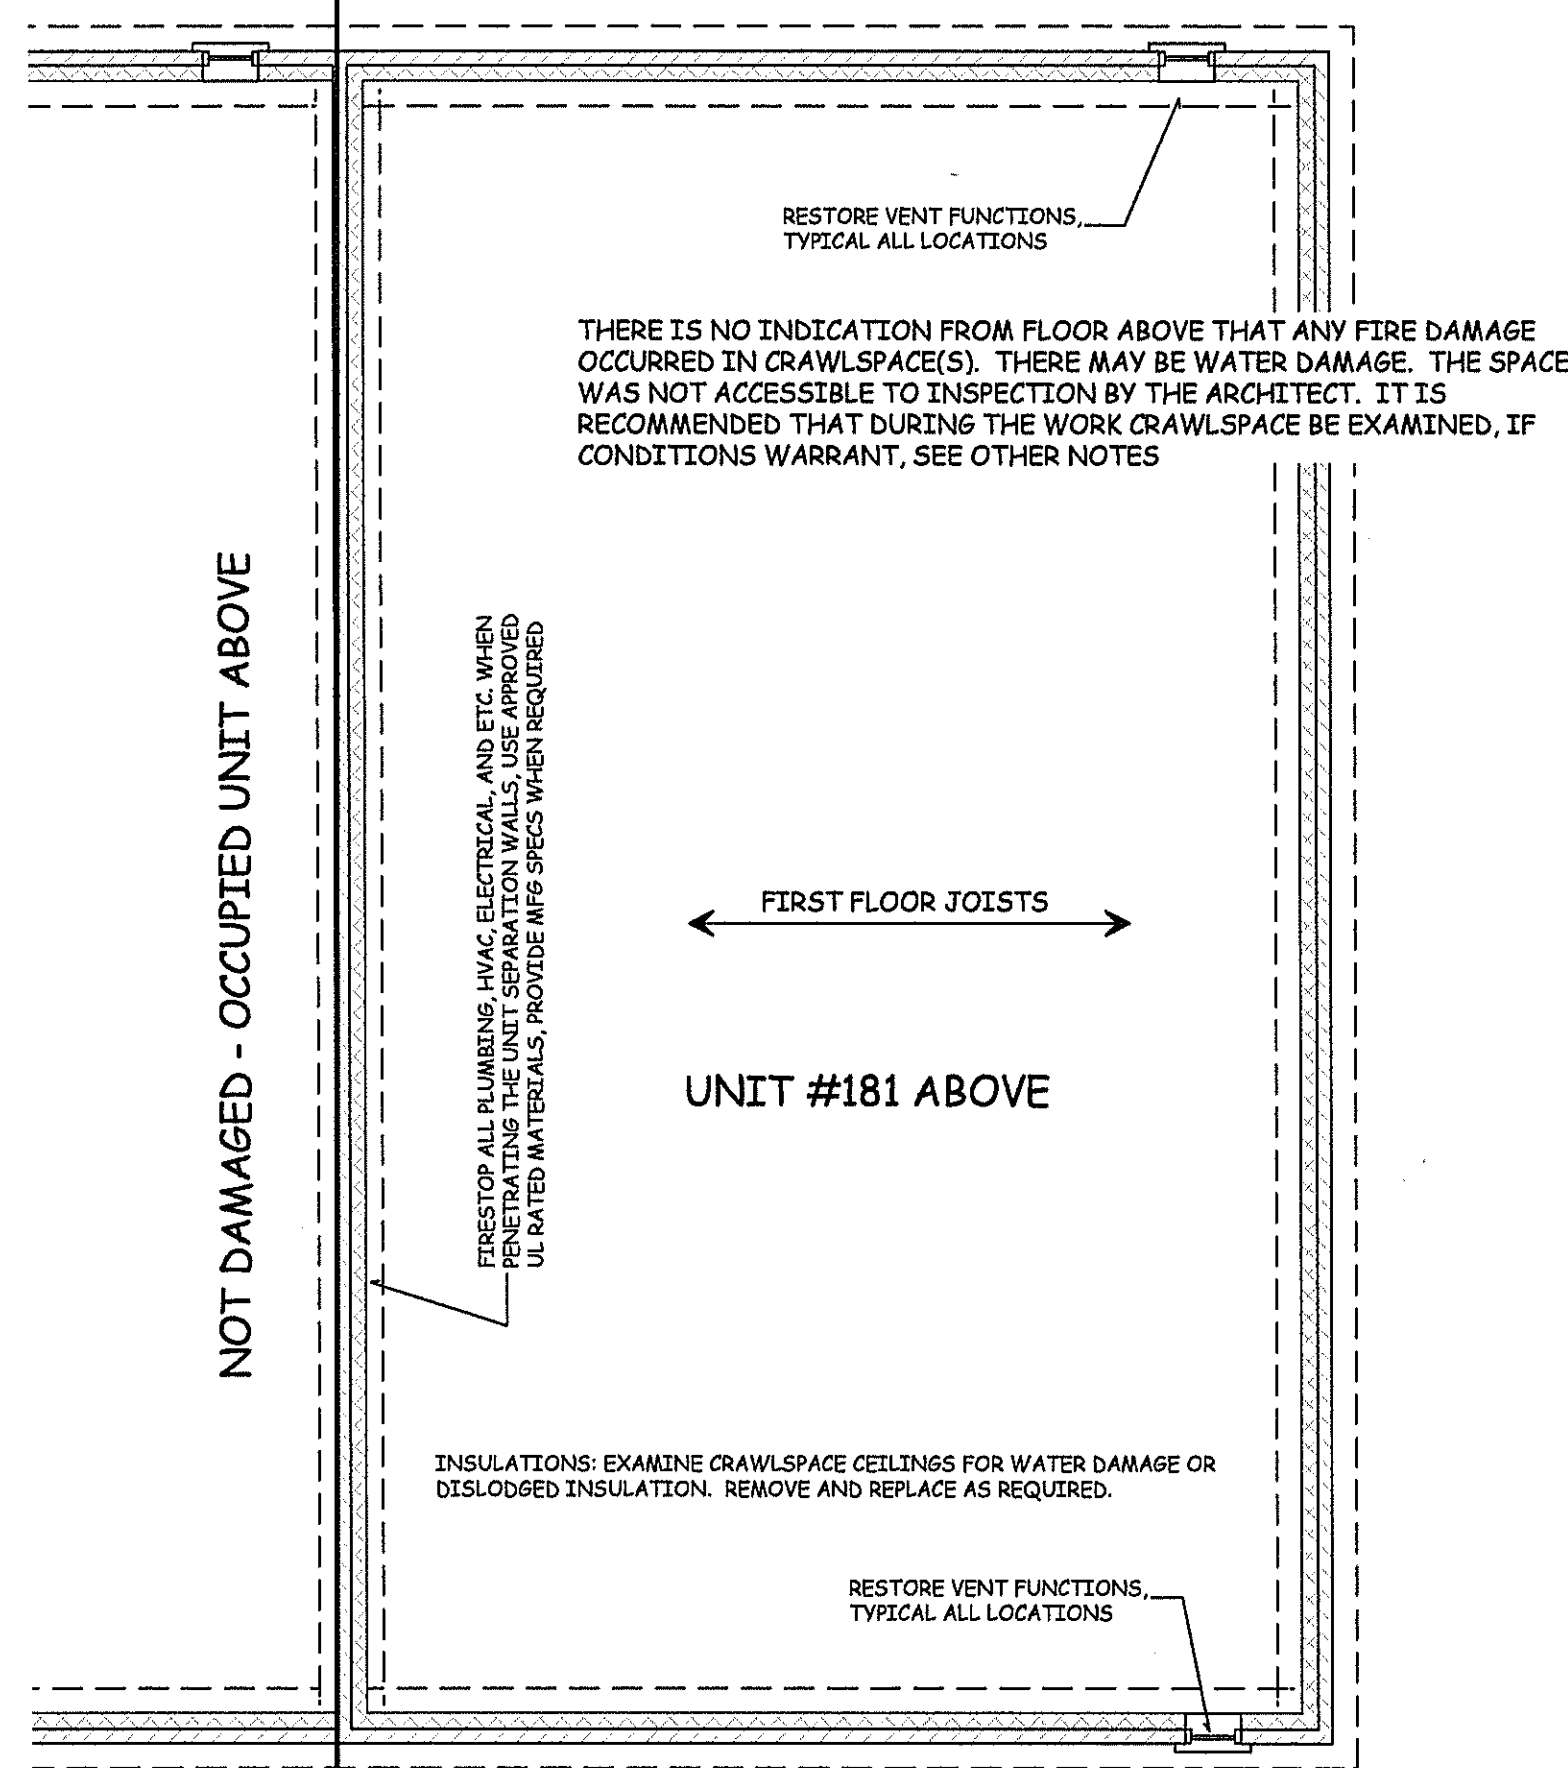 RESTORE VENT FUNCTIONS,
TYPICAL ALL LOCATIONS
THERE IS NO INDICATION FROM FLOOR ABOVE THAT ANY FIRE DAMAGE
OCCURRED IN CRAWLSPACE(S). THERE MAY BE WATER DAMAGE. THE SPACE
WAS NOT ACCESSIBLE TO INSPECTION BY THE ARCHITECT. IT IS
RECOMMENDED THAT DURING THE WORK CRAWLSPACE BE EXAMINED, IF
CONDITIONS WARRANT, SEE OTHER NOTES
NOT DAMAGED - OCCUPIED UNIT ABOVE
FIRESTOP ALL PLUMBING, HVAC, ELECTRICAL, AND ETC. WHEN
PENETRATING THE UNIT SEPARATION WALLS, USE APPROVED
UL RATED MATERIALS, PROVIDE MFG SPECS WHEN REQUIRED
FIRST FLOOR JOISTS
UNIT #181 ABOVE
INSULATIONS: EXAMINE CRAWLSPACE CEILINGS FOR WATER DAMAGE OR
DISLODGED INSULATION. REMOVE AND REPLACE AS REQUIRED.
RESTORE VENT FUNCTIONS,
TYPICAL ALL LOCATIONS